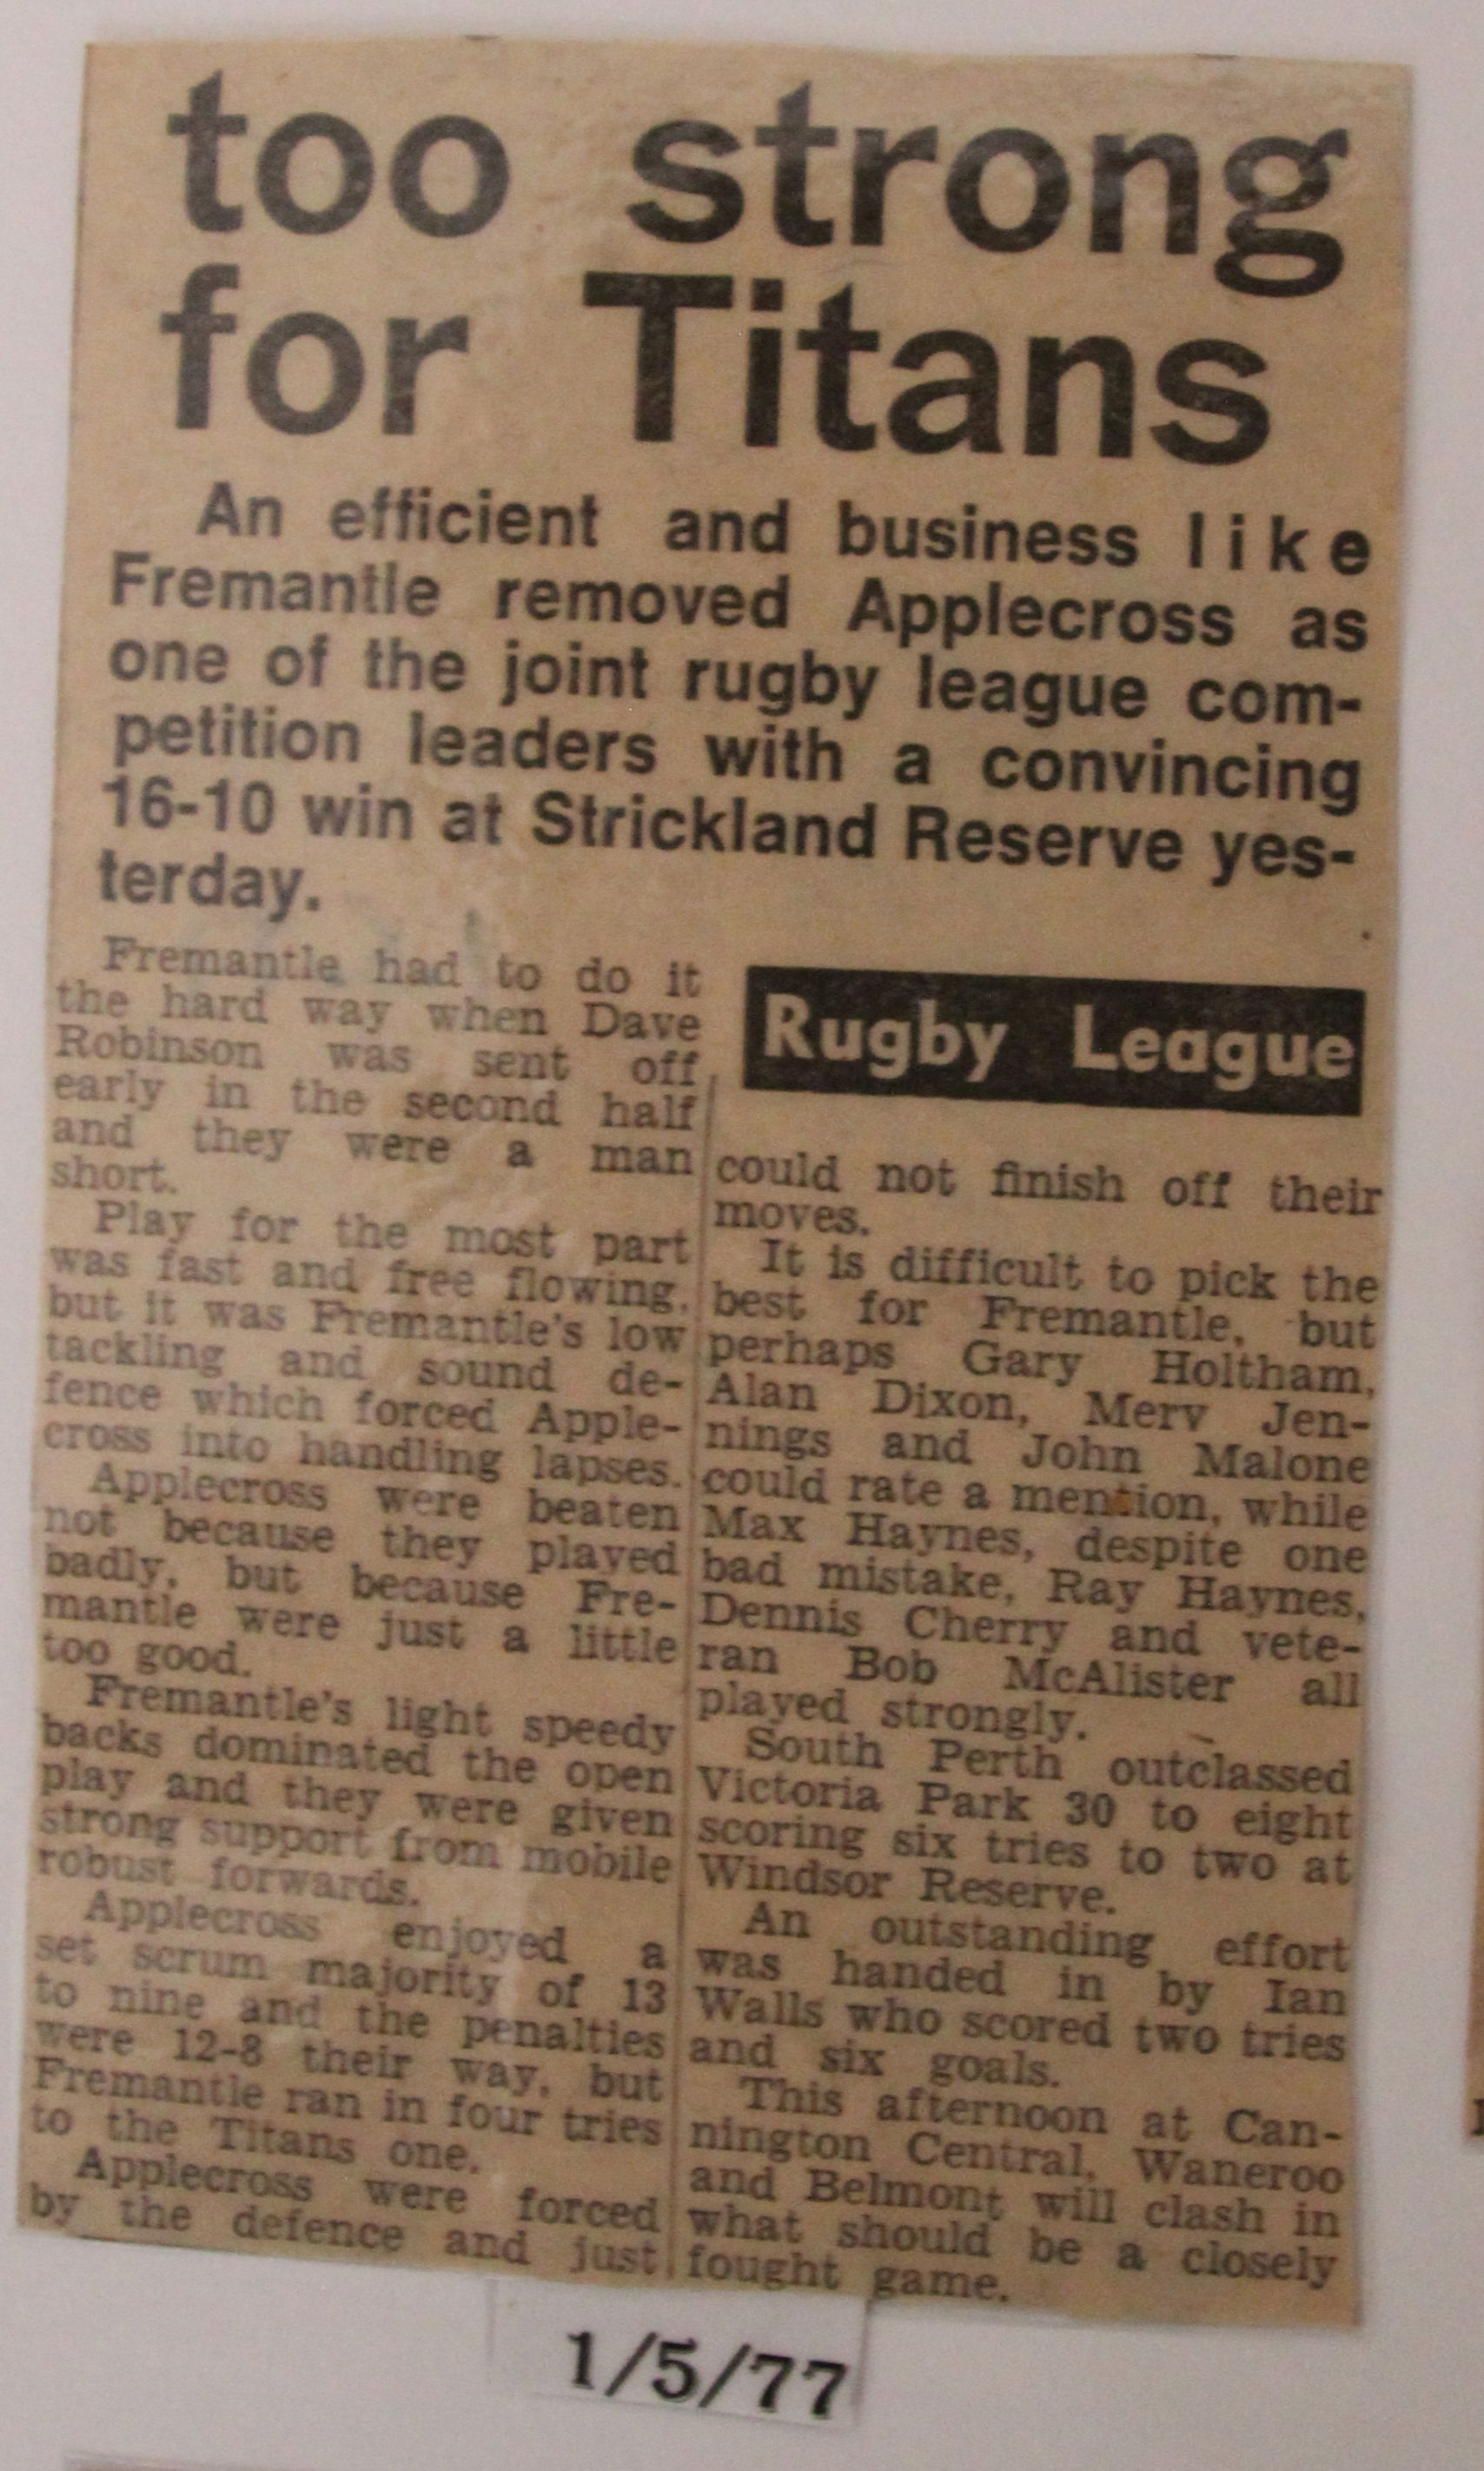 too strong
for Titans
An efficient and business like
Fremantle removed Applecross as
one of the joint rugby league com-
petition leaders with a convincing
16-10 win at Strickland Reserve yes-
terday.
Fremantle had to do it
the hard way when Dave
Robinson was sent off
early in the second half
and they were a man
short.
Play for the most part
was fast and free flowing,
but it was Fremantle's low
tackling and sound de-
fence which forced Apple-
cross into handling lapses.
Applecross were beaten
not because they played
badly, but because Fre-
mantle were just a little
too good.
Fremantle's light speedy
backs dominated the open
play and they were given
strong support from mobile
robust forwards.
Applecross enjoyed a
set scrum majority of 13
to nine and the penalties
were 12-8 their way, but
Fremantle ran in four tries
to the Titans one.
Applecross were forced
by the defence and just
Rugby League
could not finish off their
moves.
It is difficult to pick the
best for Fremantle, but
perhaps Gary Holtham,
Alan Dixon, Merv Jen-
nings and John Malone
could rate a mention, while
Max Haynes, despite one
bad mistake, Ray Haynes,
Dennis Cherry and vete-
ran Bob McAlister all
played strongly.
South Perth outclassed
Victoria Park 30 to eight
scoring six tries to two at
Windsor Reserve.
An outstanding effort
was handed in by Ian
Walls who scored two tries
and six goals.
This afternoon at Can-
nington Central, Waneroo
and Belmont will clash in
what should be a closely
fought game.
1/5/77